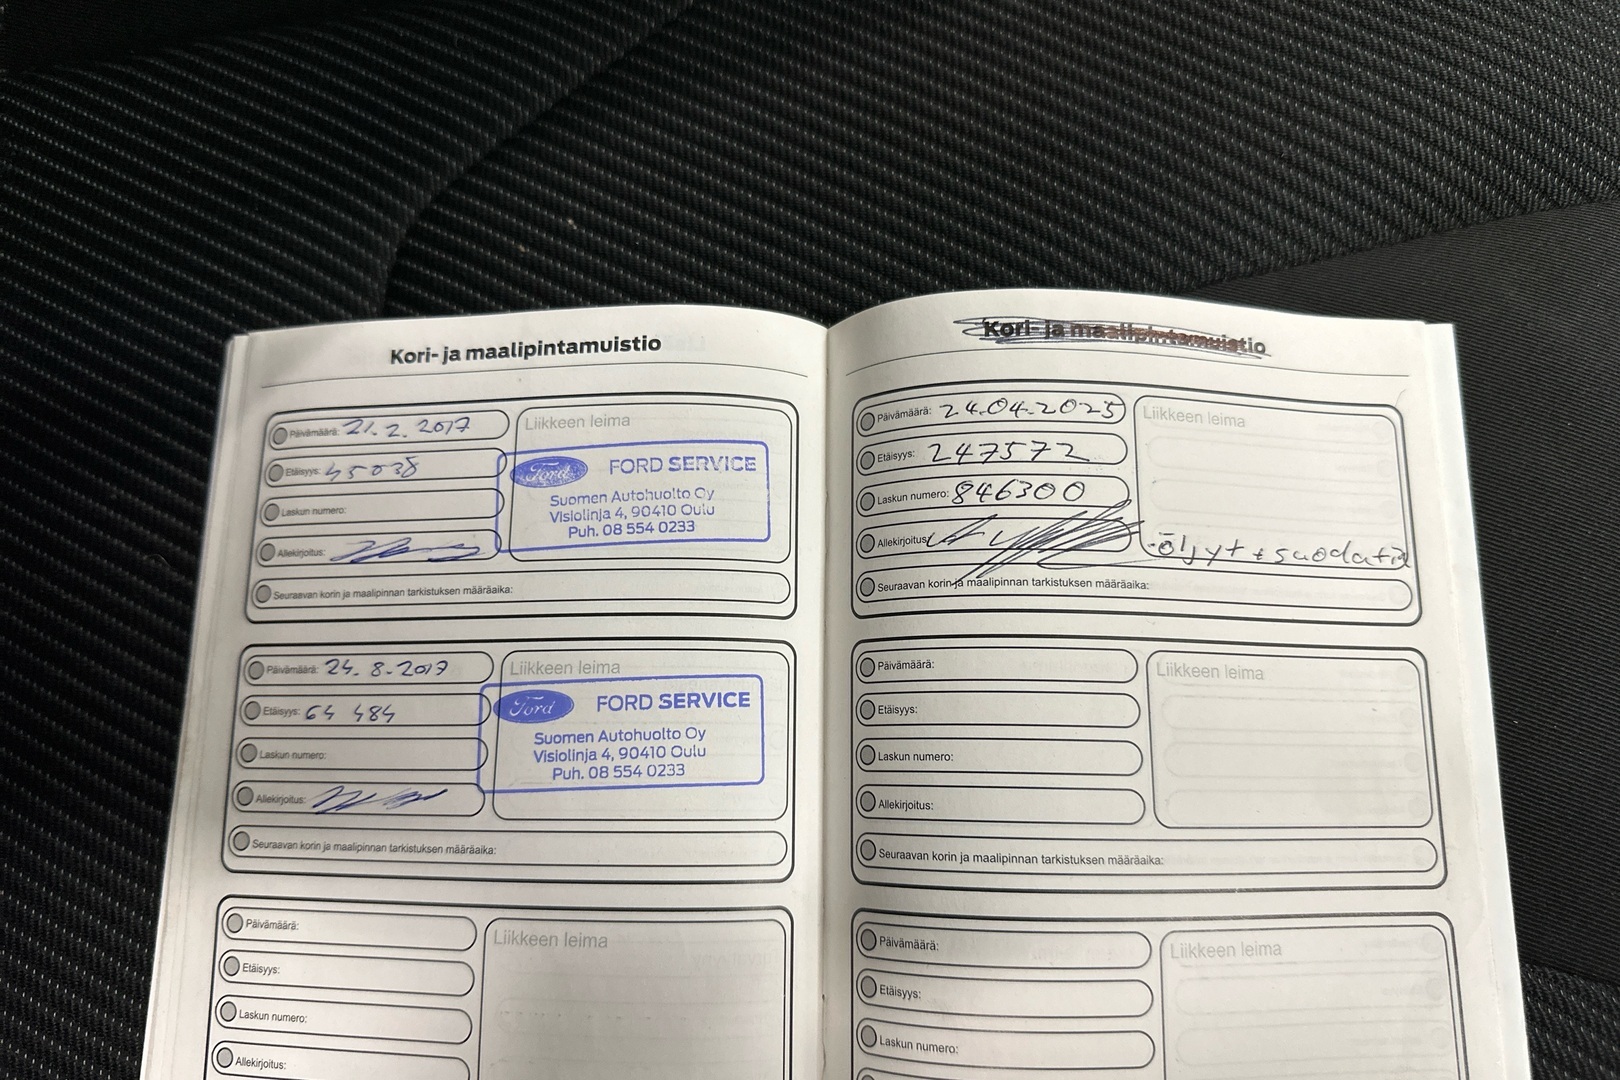 Kori- ja maalipintamuistio
Päivämäärä: 21.2.2017
Liikkeen leima
Etäisyys: 45038
Laskun numero:
Allekirjoitus:
Ford FORD SERVICE
Suomen Autohuolto Oy
Visiolinja 4, 90410 Oulu
Puh. 08 554 0233
Seuraavan korin ja maalipinnan tarkistuksen määräaika:
Päivämäärä: 24.8.2017
Liikkeen leima
Etäisyys: 64 484
Laskun numero:
Allekirjoitus:
Ford FORD SERVICE
Suomen Autohuolto Oy
Visiolinja 4, 90410 Oulu
Puh. 08 554 0233
Seuraavan korin ja maalipinnan tarkistuksen määräaika:
Päivämäärä:
Liikkeen leima
Etäisyys:
Laskun numero:
Allekirjoitus:
Kori- ja maalipintamuistio
Päivämäärä: 24.04.2025
Liikkeen leima
Etäisyys: 247572
Laskun numero: 846300
Allekirjoitus:
-öljyt + suodatin
Seuraavan korin ja maalipinnan tarkistuksen määräaika:
Päivämäärä:
Liikkeen leima
Etäisyys:
Laskun numero:
Allekirjoitus:
Seuraavan korin ja maalipinnan tarkistuksen määräaika:
Päivämäärä:
Liikkeen leima
Etäisyys:
Laskun numero: